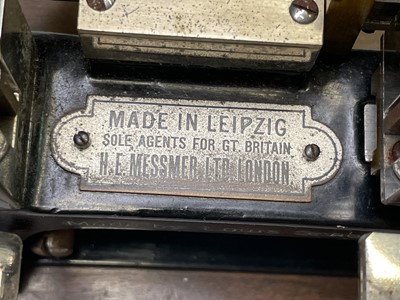 MADE IN LEIPZIG
SOLE AGENTS FOR GT. BRITAIN
H.E. MESSMER LTD. LONDON.